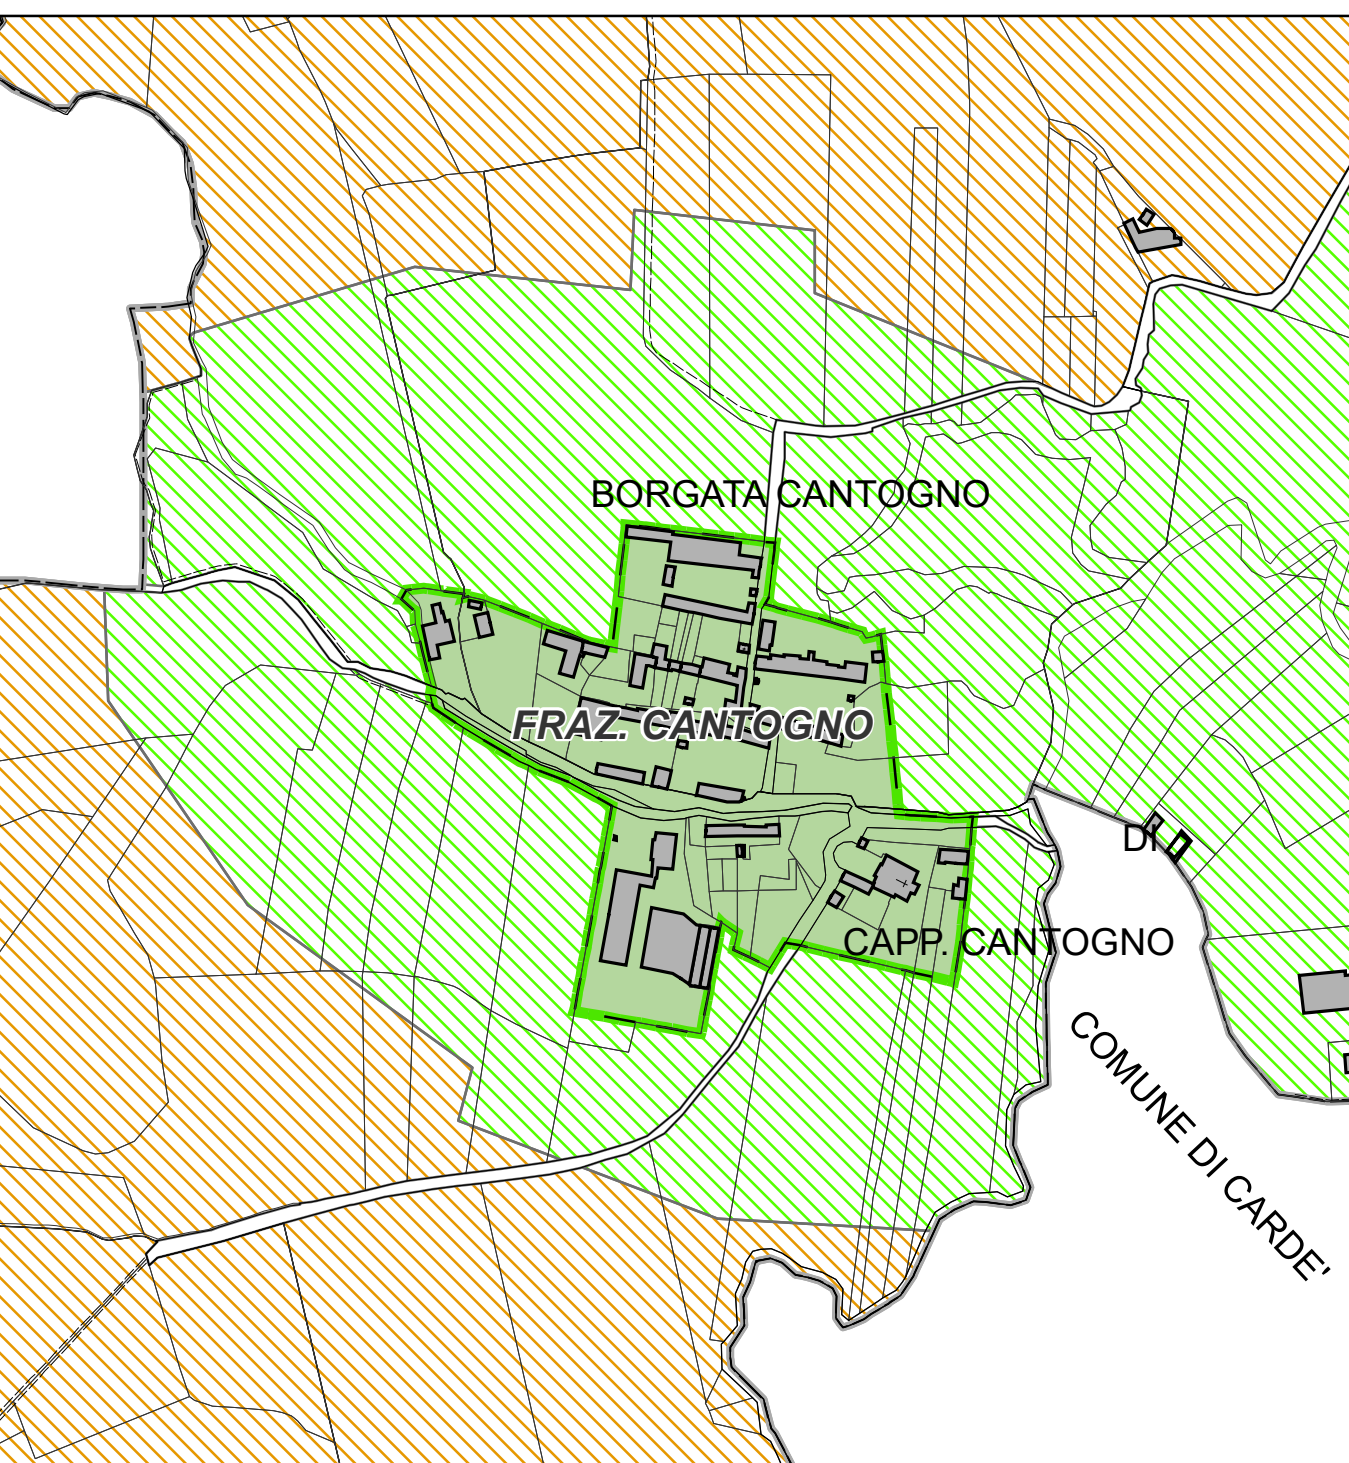 BORGATA CANTOGNO
FRAZ. CANTOGNO
DI
CAPP. CANTOGNO
COMUNE DI CARDE'